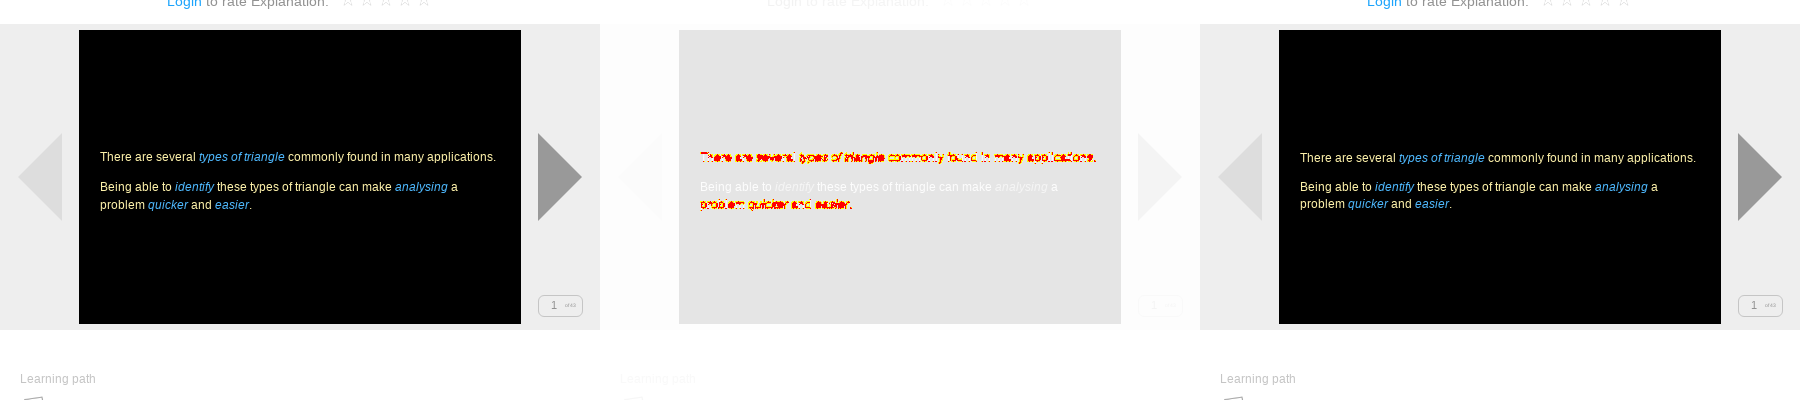 Login to rate Explanation. ☆ ☆ ☆ ☆ ☆
Login to rate Explanation.
Login to rate Explanation. ☆ ☆ ☆ ☆ ☆
There are several types of triangle commonly found in many applications.
Being able to identify these types of triangle can make analysing a
problem quicker and easier.
1
There are several types of triangle commonly found in many applications.
Being able to identify these types of triangle can make analysing a
problem quicker and easier.
1
There are several types of triangle commonly found in many applications.
Being able to identify these types of triangle can make analysing a
problem quicker and easier.
1
Learning path
Learning path
Learning path